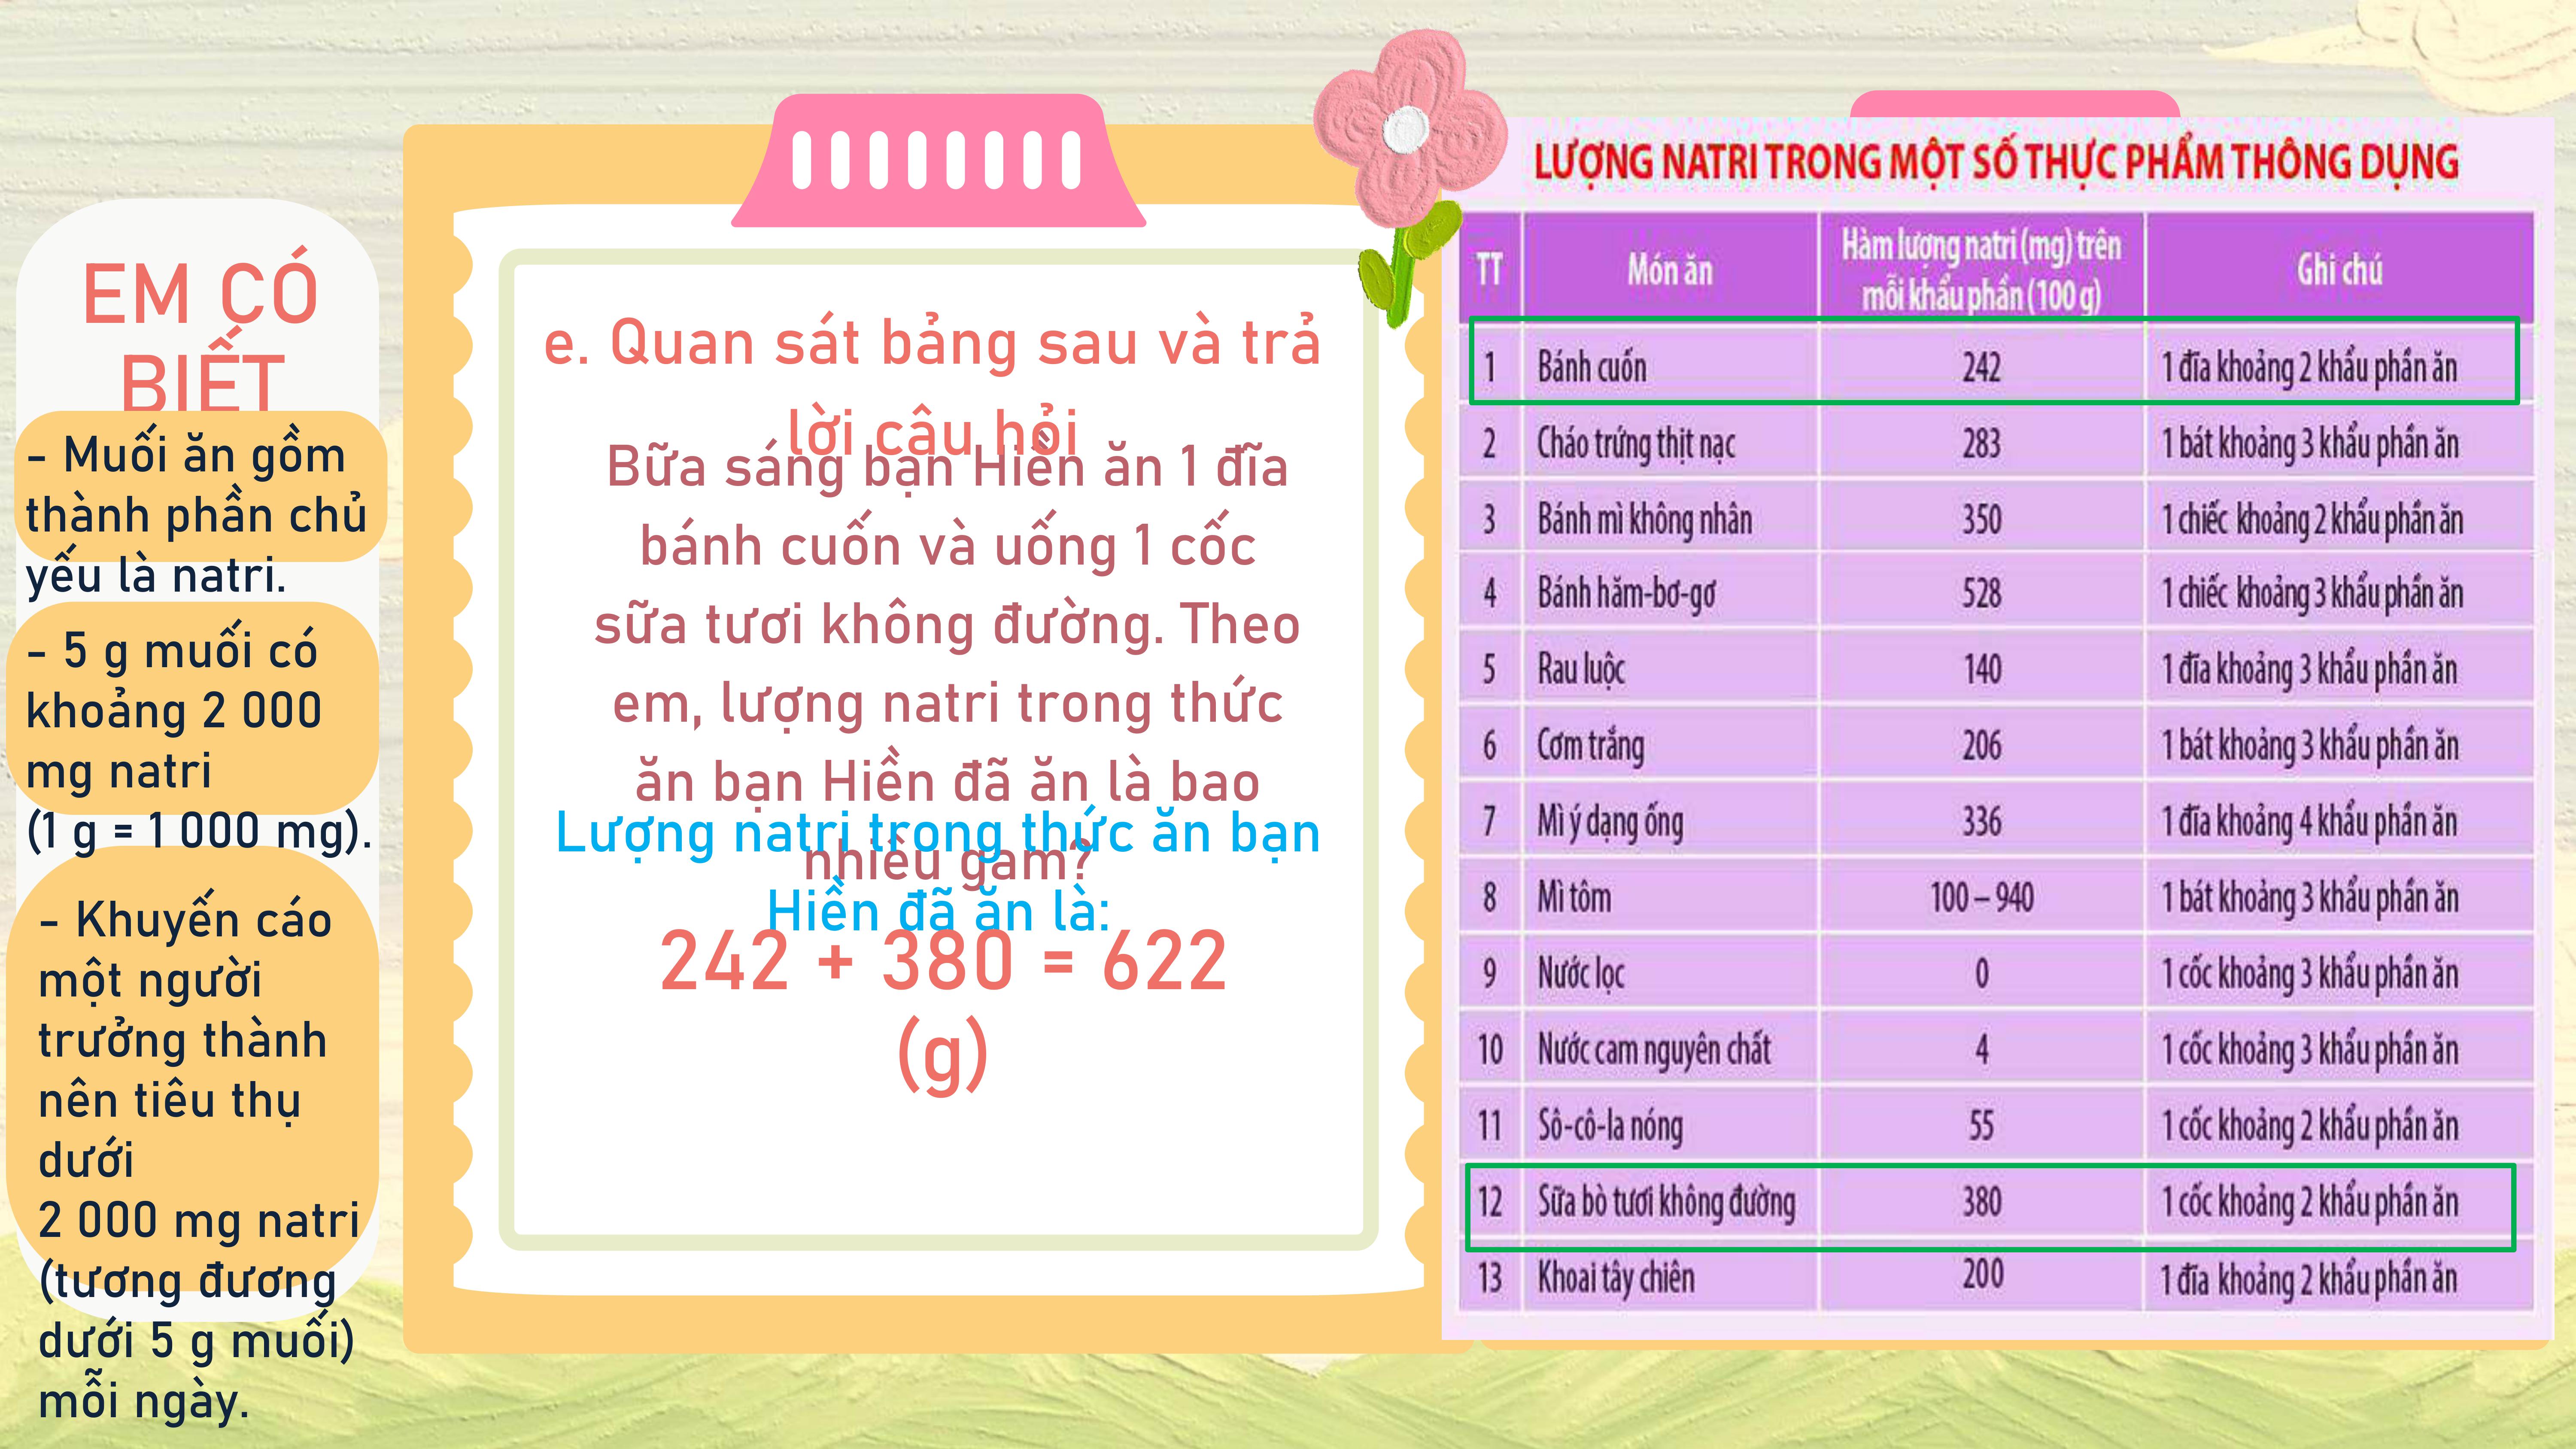 EM CÓ
BIẾT
- Muối ăn gồm
thành phần chủ
yếu là natri.
- 5 g muối có
khoảng 2 000
mg natri
(1 g = 1 000 mg).
- Khuyến cáo
một người
trưởng thành
nên tiêu thụ
dưới
2 000 mg natri
(tương đương
dưới 5 g muối)
mỗi ngày.
e. Quan sát bảng sau và trả
lời câu hỏi
Bữa sáng bạn Hiền ăn 1 đĩa
bánh cuốn và uống 1 cốc
sữa tươi không đường. Theo
em, lượng natri trong thức
ăn bạn Hiền đã ăn là bao
nhiêu gam?
Lượng natri trong thức ăn bạn
Hiền đã ăn là:
242 + 380 = 622
(g)
LƯỢNG NATRI TRONG MỘT SỐ THỰC PHẨM THÔNG DỤNG
TT Món ăn Hàm lượng natri (mg) trên mỗi khẩu phần (100 g) Ghi chú
1 Bánh cuốn 242 1 đĩa khoảng 2 khẩu phần ăn
2 Cháo trứng thịt nạc 283 1 bát khoảng 3 khẩu phần ăn
3 Bánh mì không nhân 350 1 chiếc khoảng 2 khẩu phần ăn
4 Bánh hăm-bơ-gơ 528 1 chiếc khoảng 3 khẩu phần ăn
5 Rau luộc 140 1 đĩa khoảng 3 khẩu phần ăn
6 Cơm trắng 206 1 bát khoảng 3 khẩu phần ăn
7 Mì ý dạng ống 336 1 đĩa khoảng 4 khẩu phần ăn
8 Mì tôm 100 – 940 1 bát khoảng 3 khẩu phần ăn
9 Nước lọc 0 1 cốc khoảng 3 khẩu phần ăn
10 Nước cam nguyên chất 4 1 cốc khoảng 3 khẩu phần ăn
11 Sô-cô-la nóng 55 1 cốc khoảng 2 khẩu phần ăn
12 Sữa bò tươi không đường 380 1 cốc khoảng 2 khẩu phần ăn
13 Khoai tây chiên 200 1 đĩa khoảng 2 khẩu phần ăn